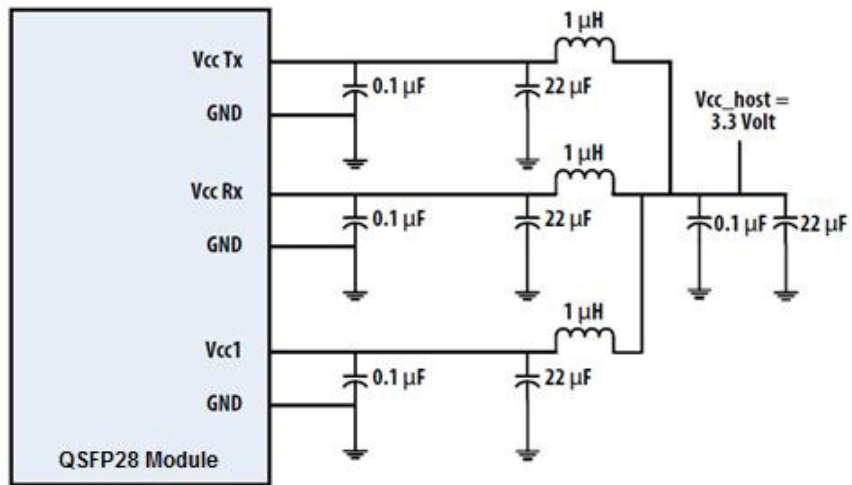 1 µH
Vcc Tx
0.1 µF
22 µF
GND
Vcc_host =
3.3 Volt
1 µH
Vcc Rx
0.1 µF
22 µF
0.1 µF
22 µF
GND
1 µH
Vcc1
0.1 µF
22 µF
GND
QSFP28 Module